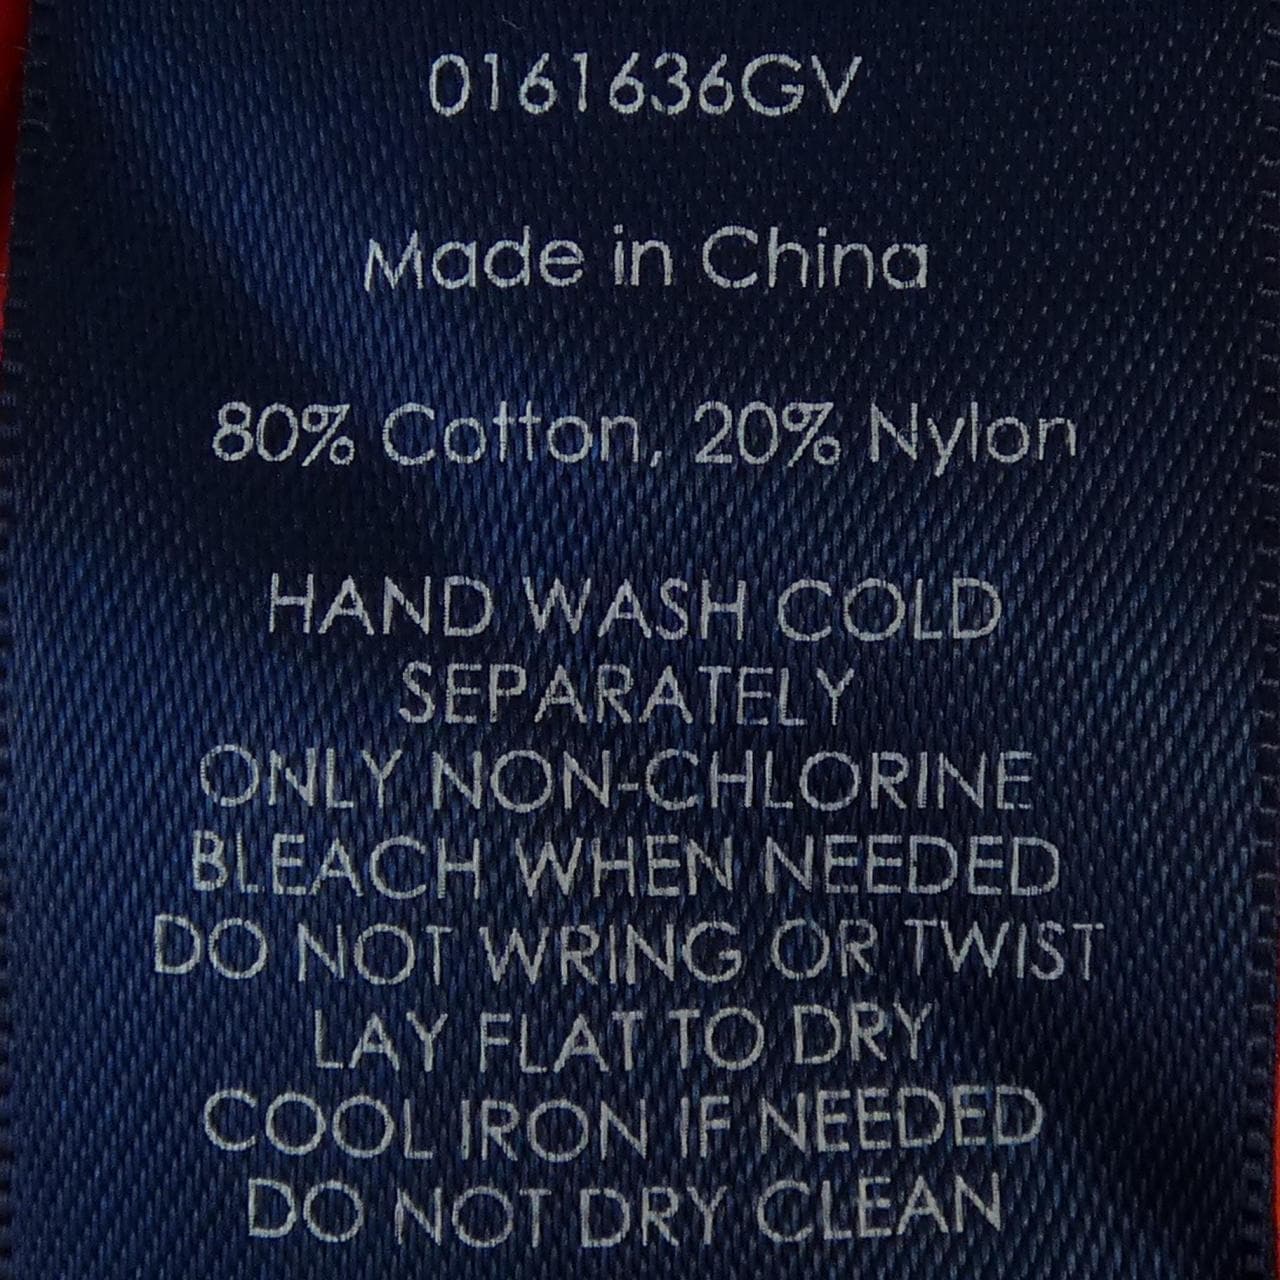 0161636GV
Made in China
80% Cotton, 20% Nylon
HAND WASH COLD
SEPARATELY
ONLY NON-CHLORINE
BLEACH WHEN NEEDED
DO NOT WRING OR TWIST
LAY FLAT TO DRY
COOL IRON IF NEEDED
DO NOT DRY CLEAN